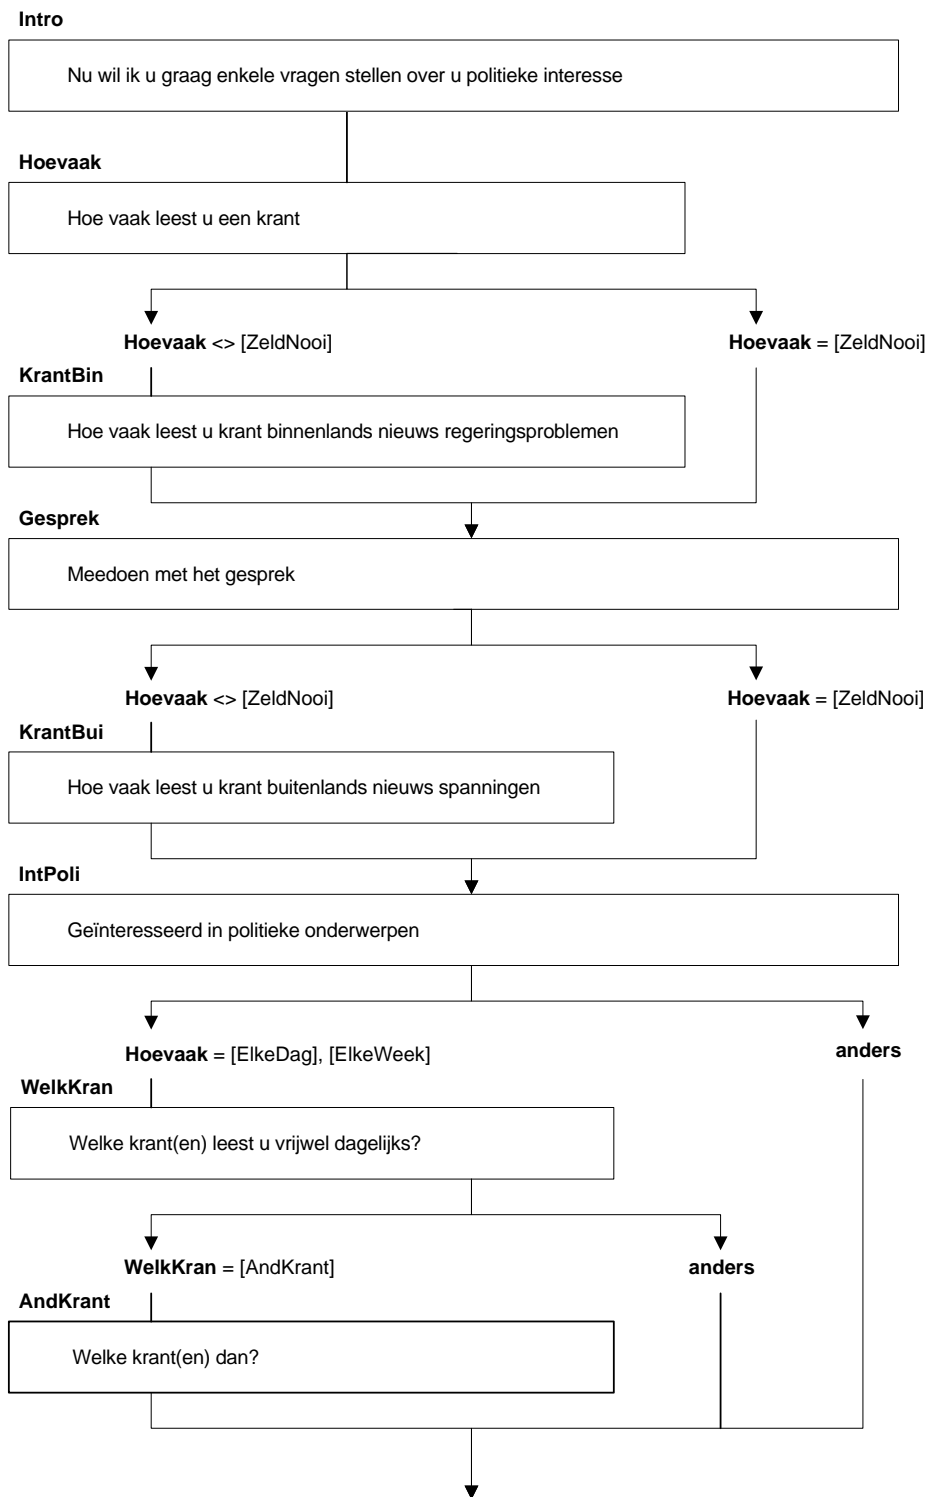 Intro
Nu wil ik u graag enkele vragen stellen over u politieke interesse
Hoevaak
Hoe vaak leest u een krant
Hoevaak <> [ZeldNooi]
Hoevaak = [ZeldNooi]
KrantBin
Hoe vaak leest u krant binnenlands nieuws regeringsproblemen
Gesprek
Meedoen met het gesprek
Hoevaak <> [ZeldNooi]
Hoevaak = [ZeldNooi]
KrantBui
Hoe vaak leest u krant buitenlands nieuws spanningen
IntPoli
Geïnteresseerd in politieke onderwerpen
Hoevaak = [ElkeDag], [ElkeWeek]
anders
WelkKran
Welke krant(en) leest u vrijwel dagelijks?
WelkKran = [AndKrant]
anders
AndKrant
Welke krant(en) dan?